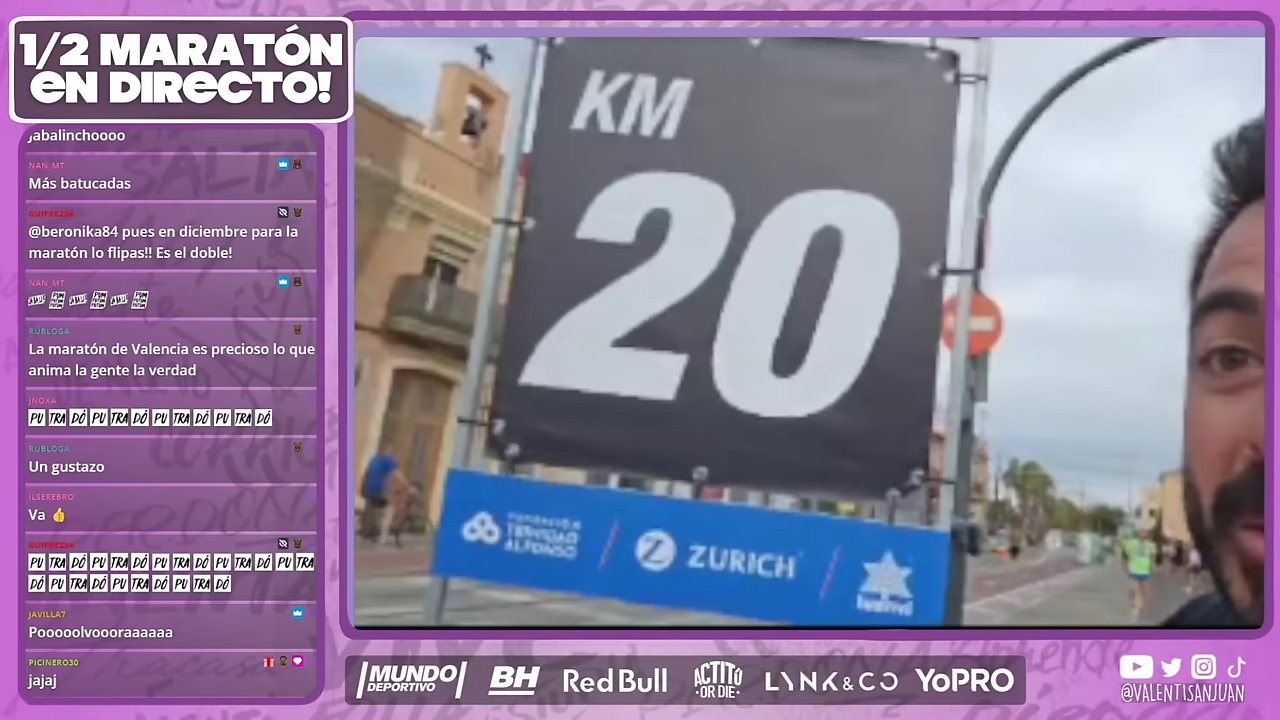 1/2 MARATÓN
EN DIRECTO!
jabalinchoooo
NAN_MT
Más batucadas
GUIFRE234
@beronika84 pues en diciembre para la
maratón lo flipas!! Es el doble!
NAN_MT
RUBLOGA
La maratón de Valencia es precioso lo que
anima la gente la verdad
JNOXA
PU TRA DÓ PU TRA DÓ PU TRA DÓ PU TRA DÓ
RUBLOGA
Un gustazo
ILSEREBRO
Va 👍
GUIFRE234
PU TRA DÓ PU TRA DÓ PU TRA DÓ PU TRA DÓ PU TRA
DÓ PU TRA DÓ PU TRA DÓ PU TRA DÓ
JAVILLA7
Pooooolvoooraaaaaa
PICINERO30
jajaj
KM
20
FUNDACIÓN
TRINIDAD
ALFONSO
ZURICH
luanvi
MUNDO
DEPORTIVO
BH
Red Bull
ACTITÓ
OR DIE
LYNK & CO
YoPRO
@VALENTISANJUAN